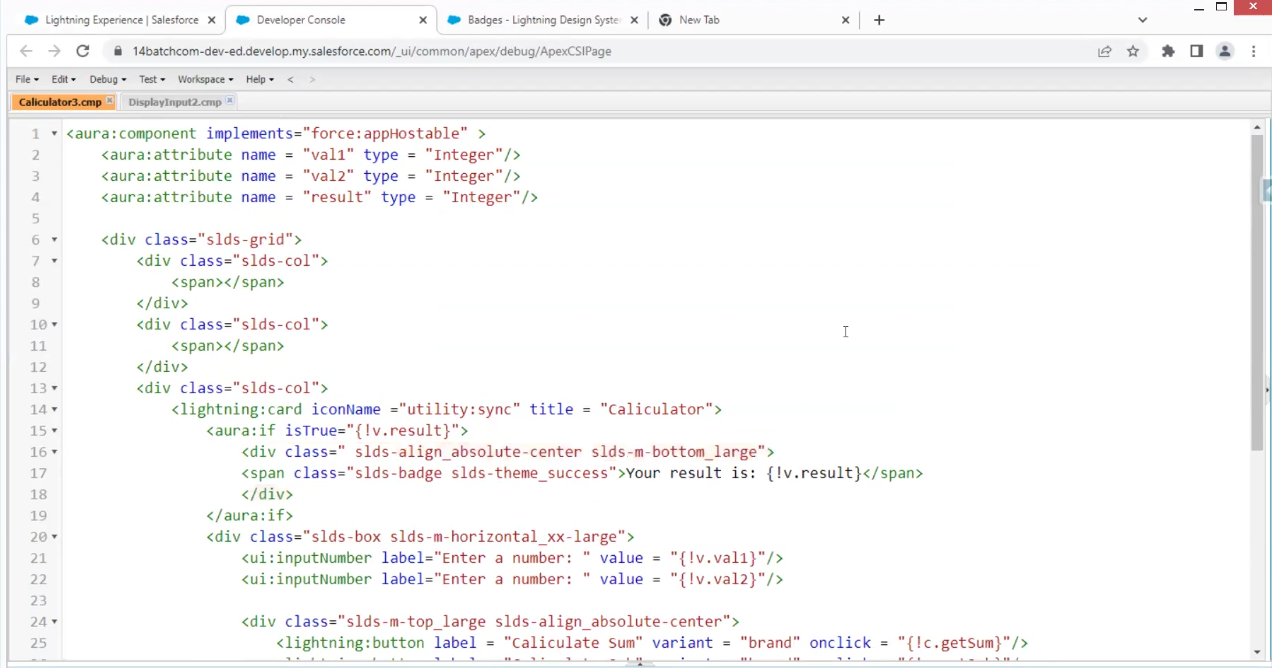 Lightning Experience | Salesforce
Developer Console
Badges - Lightning Design Syste
New Tab
14batchcom-dev-ed.develop.my.salesforce.com/_ui/common/apex/debug/ApexCSIPage
File Edit Debug Test Workspace Help < >
Caliculator3.cmp DisplayInput2.cmp
1 <aura:component implements="force:appHostable" >
2 <aura:attribute name = "val1" type = "Integer"/>
3 <aura:attribute name = "val2" type = "Integer"/>
4 <aura:attribute name = "result" type = "Integer"/>
5
6 <div class="slds-grid">
7 <div class="slds-col">
8 <span></span>
9 </div>
10 <div class="slds-col">
11 <span></span>
12 </div>
13 <div class="slds-col">
14 <lightning:card iconName ="utility:sync" title = "Caliculator">
15 <aura:if isTrue="{!v.result}">
16 <div class=" slds-align_absolute-center slds-m-bottom_large">
17 <span class="slds-badge slds-theme_success">Your result is: {!v.result}</span>
18 </div>
19 </aura:if>
20 <div class="slds-box slds-m-horizontal_xx-large">
21 <ui:inputNumber label="Enter a number: " value = "{!v.val1}"/>
22 <ui:inputNumber label="Enter a number: " value = "{!v.val2}"/>
23
24 <div class="slds-m-top_large slds-align_absolute-center">
25 <lightning:button label = "Caliculate Sum" variant = "brand" onclick = "{!c.getSum}"/>